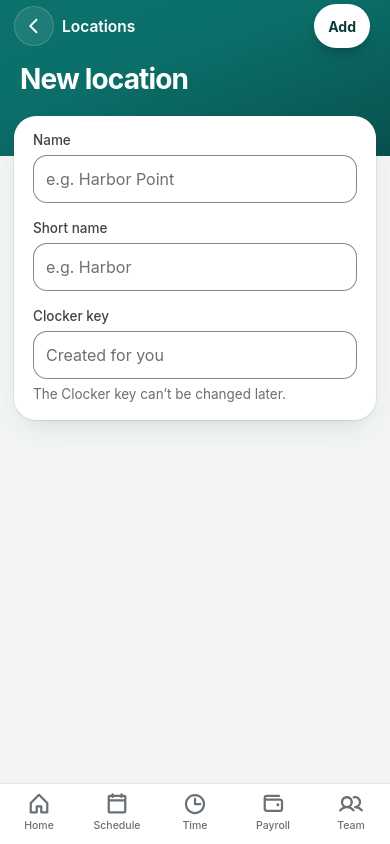 Locations
Add
New location
Name
e.g. Harbor Point
Short name
e.g. Harbor
Clocker key
Created for you
The Clocker key can’t be changed later.
Home
Schedule
Time
Payroll
Team